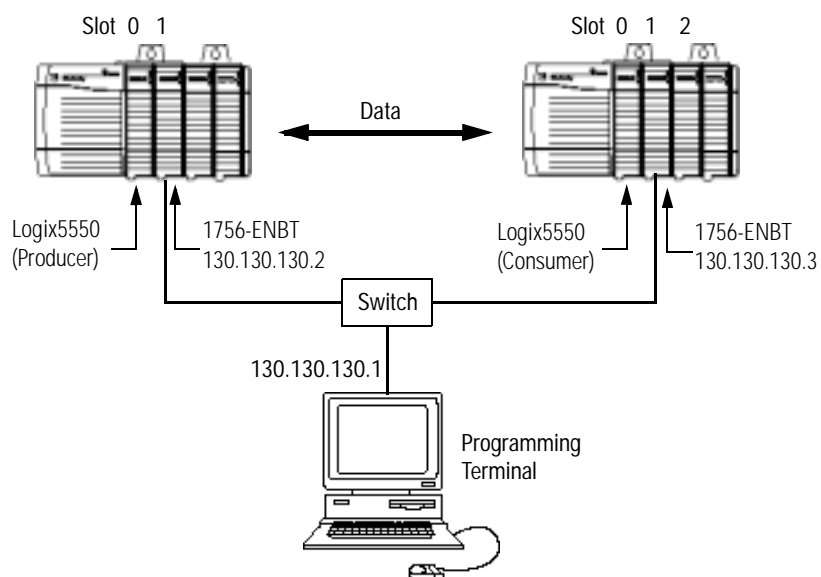 Slot 0 1
Slot 0 1 2
Data
Logix5550
(Producer)
1756-ENBT
130.130.130.2
Logix5550
(Consumer)
1756-ENBT
130.130.130.3
Switch
130.130.130.1
Programming
Terminal